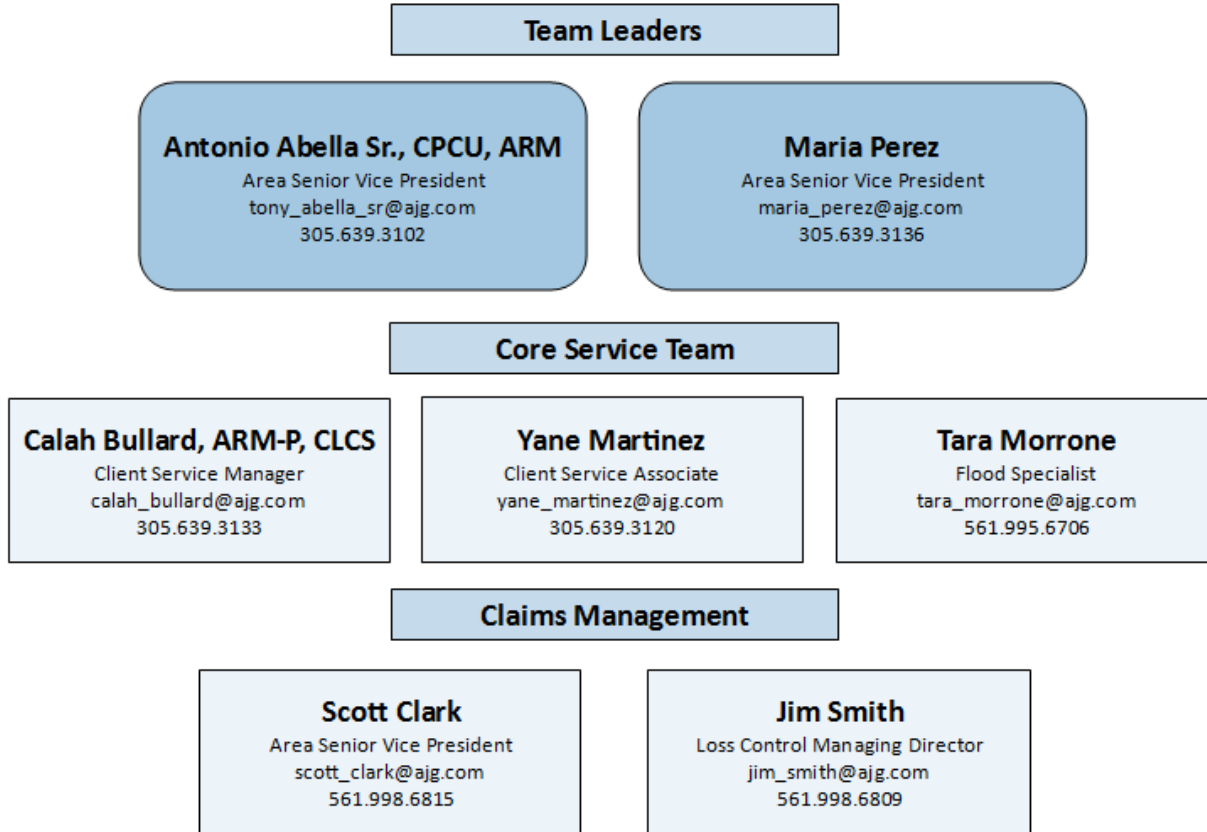 Team Leaders
Antonio Abella Sr., CPCU, ARM
Area Senior Vice President
tony_abella_sr@ajg.com
305.639.3102
Maria Perez
Area Senior Vice President
maria_perez@ajg.com
305.639.3136
Core Service Team
Calah Bullard, ARM-P, CLCS
Client Service Manager
calah_bullard@ajg.com
305.639.3133
Yane Martinez
Client Service Associate
yane_martinez@ajg.com
305.639.3120
Tara Morrone
Flood Specialist
tara_morrone@ajg.com
561.995.6706
Claims Management
Scott Clark
Area Senior Vice President
scott_clark@ajg.com
561.998.6815
Jim Smith
Loss Control Managing Director
jim_smith@ajg.com
561.998.6809